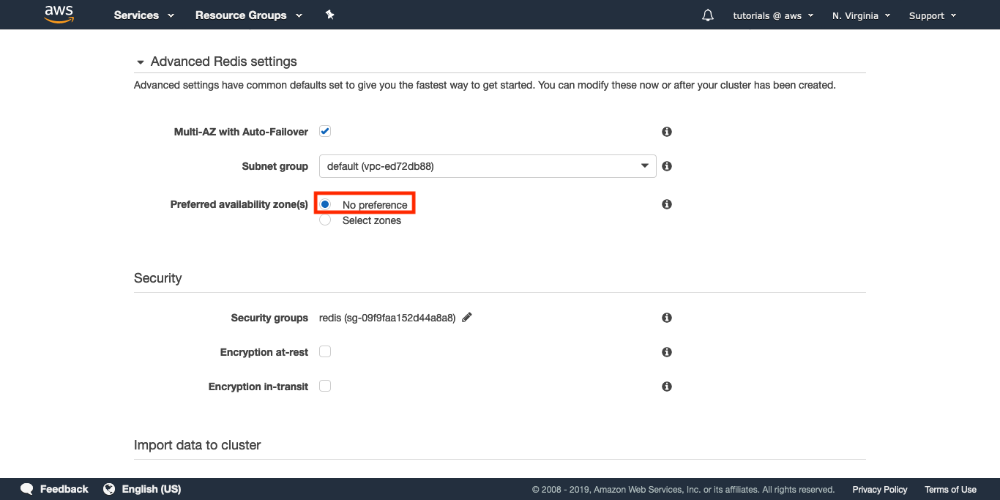 aws Services Resource Groups tutorials @ aws N. Virginia Support
Advanced Redis settings
Advanced settings have common defaults set to give you the fastest way to get started. You can modify these now or after your cluster has been created.
Multi-AZ with Auto-Failover
Subnet group default (vpc-ed72db88)
Preferred availability zone(s) No preference
Select zones
Security
Security groups redis (sg-09f9faa152d44a8a8)
Encryption at-rest
Encryption in-transit
Import data to cluster
Feedback English (US) © 2008 - 2019, Amazon Web Services, Inc. or its affiliates. All rights reserved. Privacy Policy Terms of Use